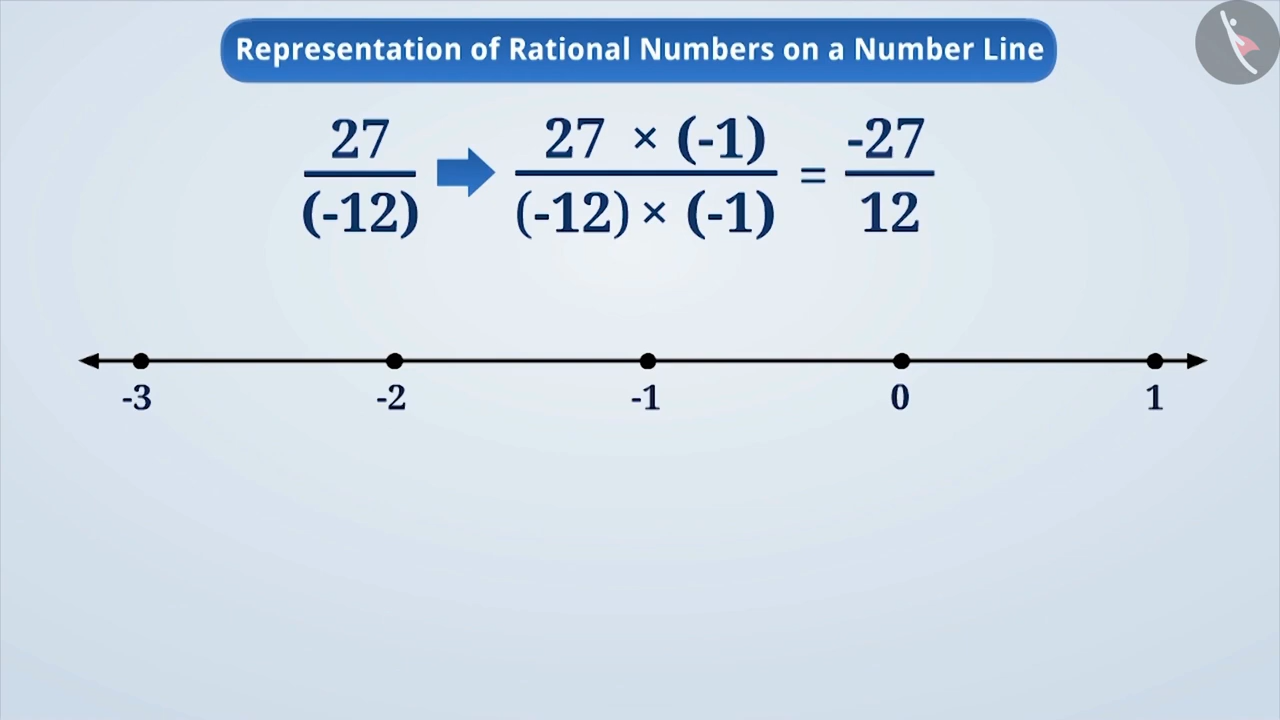 Representation of Rational Numbers on a Number Line
27 27 × (-1) -27
= 
(-12) (-12) × (-1) 12
-3 -2 -1 0 1